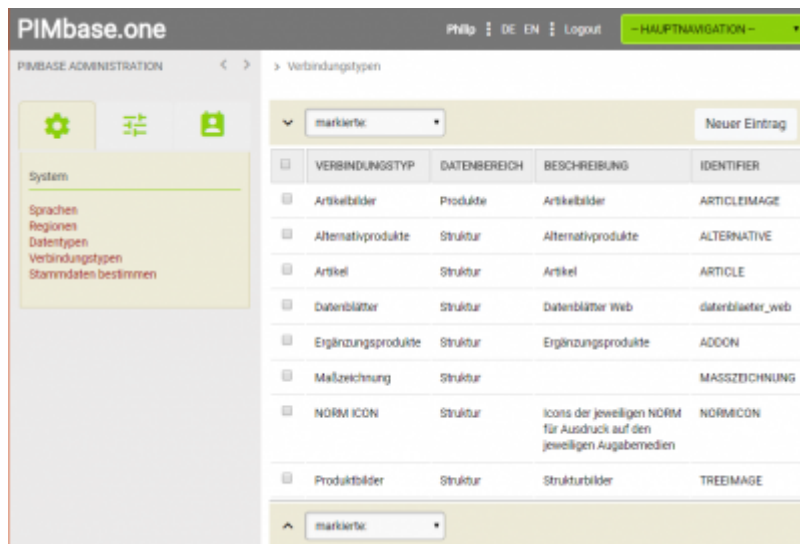 PIMbase.one
Philip DE EN Logout
– HAUPTNAVIGATION –
PIMBASE ADMINISTRATION < >
> Verbindungstypen
markierte:
Neuer Eintrag
System
Sprachen
Regionen
Datentypen
Verbindungstypen
Stammdaten bestimmen
VERBINDUNGSTYP DATENBEREICH BESCHREIBUNG IDENTIFIER
Artikelbilder Produkte Artikelbilder ARTICLEIMAGE
Alternativprodukte Struktur Alternativprodukte ALTERNATIVE
Artikel Struktur Artikel ARTICLE
Datenblätter Struktur Datenblätter Web datenblaeter_web
Ergänzungsprodukte Struktur Ergänzungsprodukte ADDON
Maßzeichnung Struktur MASSZEICHNUNG
NORM ICON Struktur Icons der jeweiligen NORM NORMICON
für Ausdruck auf den
jeweiligen Augabemedien
Produktbilder Struktur Strukturbilder TREEIMAGE
markierte: